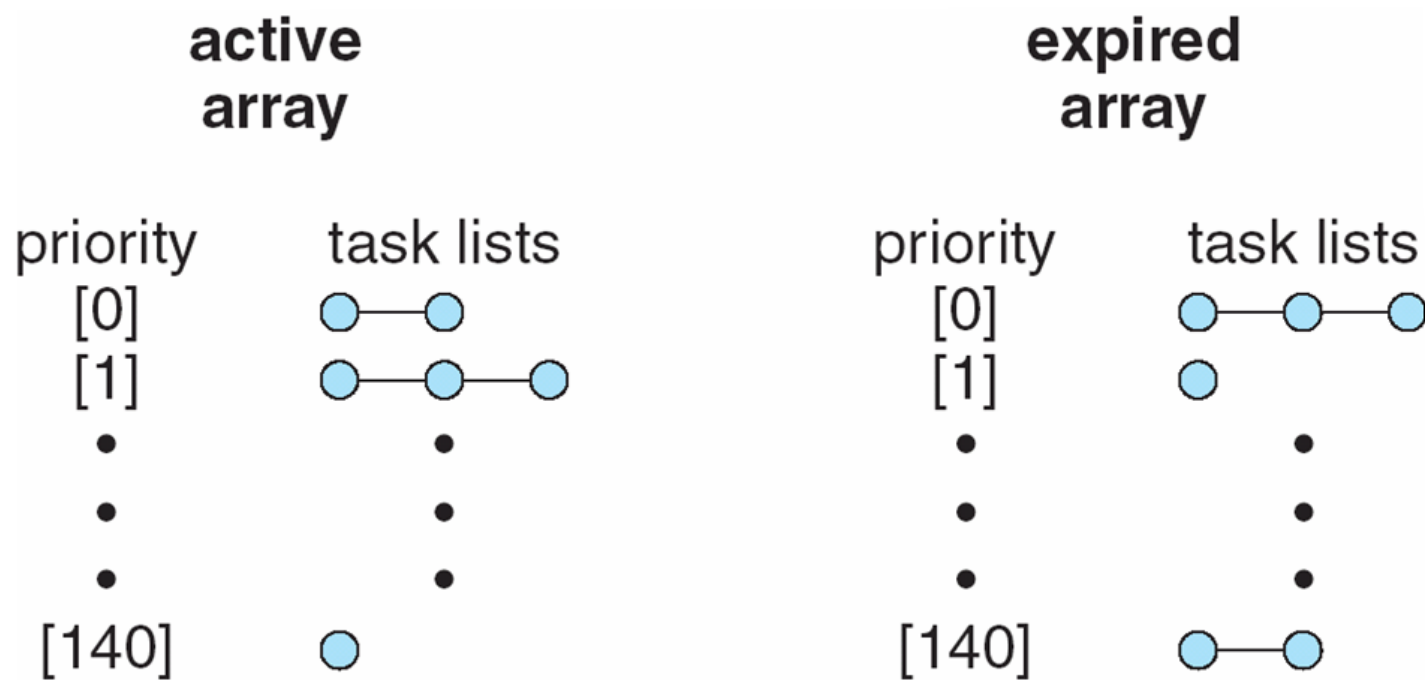 active
array
priority task lists
[0]
[1]
[140]
expired
array
priority task lists
[0]
[1]
[140]